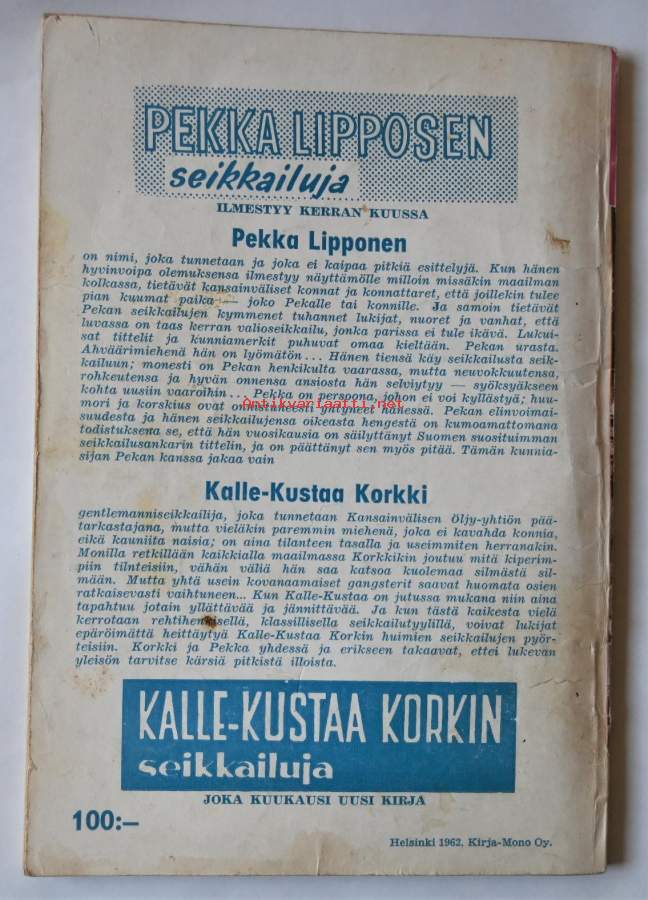 PEKKA LIPPOSEN
seikkailuja
ILMESTYY KERRAN KUUSSA
Pekka Lipponen
on nimi, joka tunnetaan ja joka ei kaipaa pitkiä esittelyjä. Kun hänen
hyvinvoipa olemuksensa ilmestyy näyttämölle milloin missäkin maailman
kolkassa, tietävät kansainväliset konnat ja konnattaret, että joillekin tulee
pian kuumat paikat — joko Pekalle tai konnille. Ja samoin tietävät
Pekan seikkailujen kymmenet tuhannet lukijat, nuoret ja vanhat, että
luvassa on taas kerran valioseikkailu, jonka parissa ei tule ikävä. Lukui-
sat tittelit ja kunniamerkit puhuvat omaa kieltään. Pekan urasta.
Ahväärimiehenä hän on lyömätön... Hänen tiensä käy seikkailusta seik-
kailuun; monesti on Pekan henkikulta vaarassa, mutta neuvokkuutensa,
rohkeutensa ja hyvän onnensa ansiosta hän selviytyy — syöksyäkseen
kohta uusiin vaaroihin... Pekka on persoona, johon ei voi kyllästyä; huu-
mori ja korskius ovat onnistuneesti yhtyneet hänessä. Pekan elinvoimai-
suudesta ja hänen seikkailujensa oikeasta hengestä on kumoamattomana
todistuksena se, että hän vuosikausia on säilyttänyt Suomen suosituimman
seikkailusankarin tittelin, ja on päättänyt sen myös pitää. Tämän kunnia-
sijan Pekan kanssa jakaa vain
antikvariaatti.net
Kalle-Kustaa Korkki
gentlemanniseikkailija, joka tunnetaan Kansainvälisen Öljy-yhtiön pää-
tarkastajana, mutta vieläkin paremmin miehenä, joka ei kavahda konnia,
eikä kauniita naisia; on aina tilanteen tasalla ja useimmiten herranakin.
Monilla retkillään kaikkialla maailmassa Korkkikin joutuu mitä kiperim-
piin tilnteisiin, vähän väliä hän saa katsoa kuolemaa silmästä sil-
mään. Mutta yhtä usein kovanaamaiset gangsterit saavat huomata osien
ratkaisevasti vaihtuneen... Kun Kalle-Kustaa on jutussa mukana niin aina
tapahtuu jotain yllättävää ja jännittävää. Ja kun tästä kaikesta vielä
kerrotaan rehtihenkisellä, klassillisella seikkailutyylillä, voivat lukijat
epäröimättä heittäytyä Kalle-Kustaa Korkin huimien seikkailujen pyör-
teisiin. Korkki ja Pekka yhdessä ja erikseen takaavat, ettei lukevan
yleisön tarvitse kärsiä pitkistä illoista.
KALLE-KUSTAA KORKIN
seikkailuja
JOKA KUUKAUSI UUSI KIRJA
100:—
Helsinki 1962, Kirja-Mono Oy.